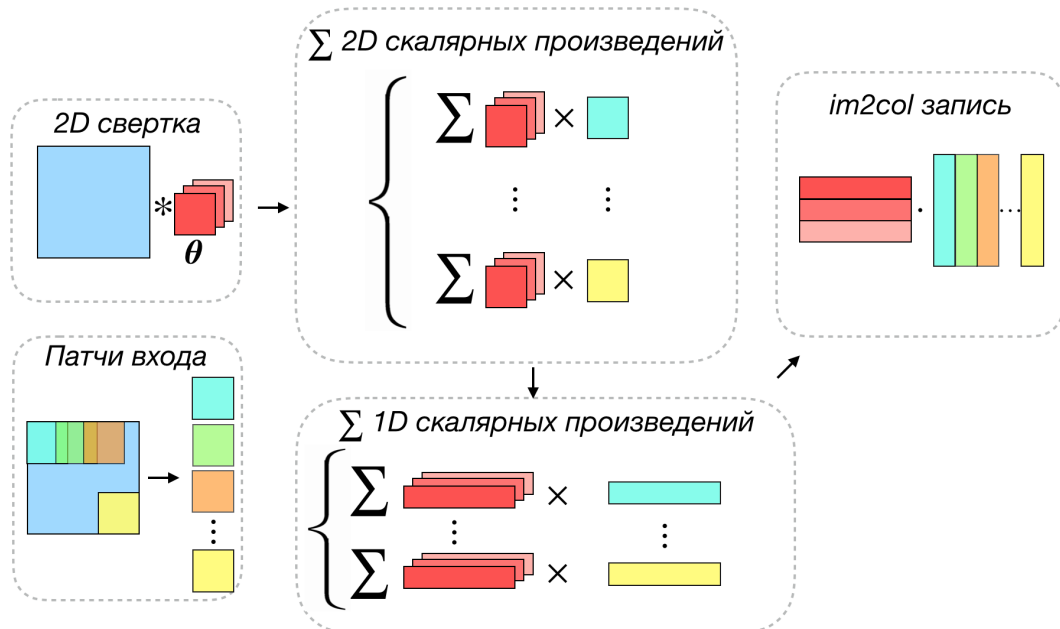 ∑ 2D скалярных произведений
2D свертка
* θ
∑ ×
⋮ ⋮
∑ ×
im2col запись
· ...
Патчи входа
⋮
∑ 1D скалярных произведений
∑ ×
⋮ ⋮
∑ ×